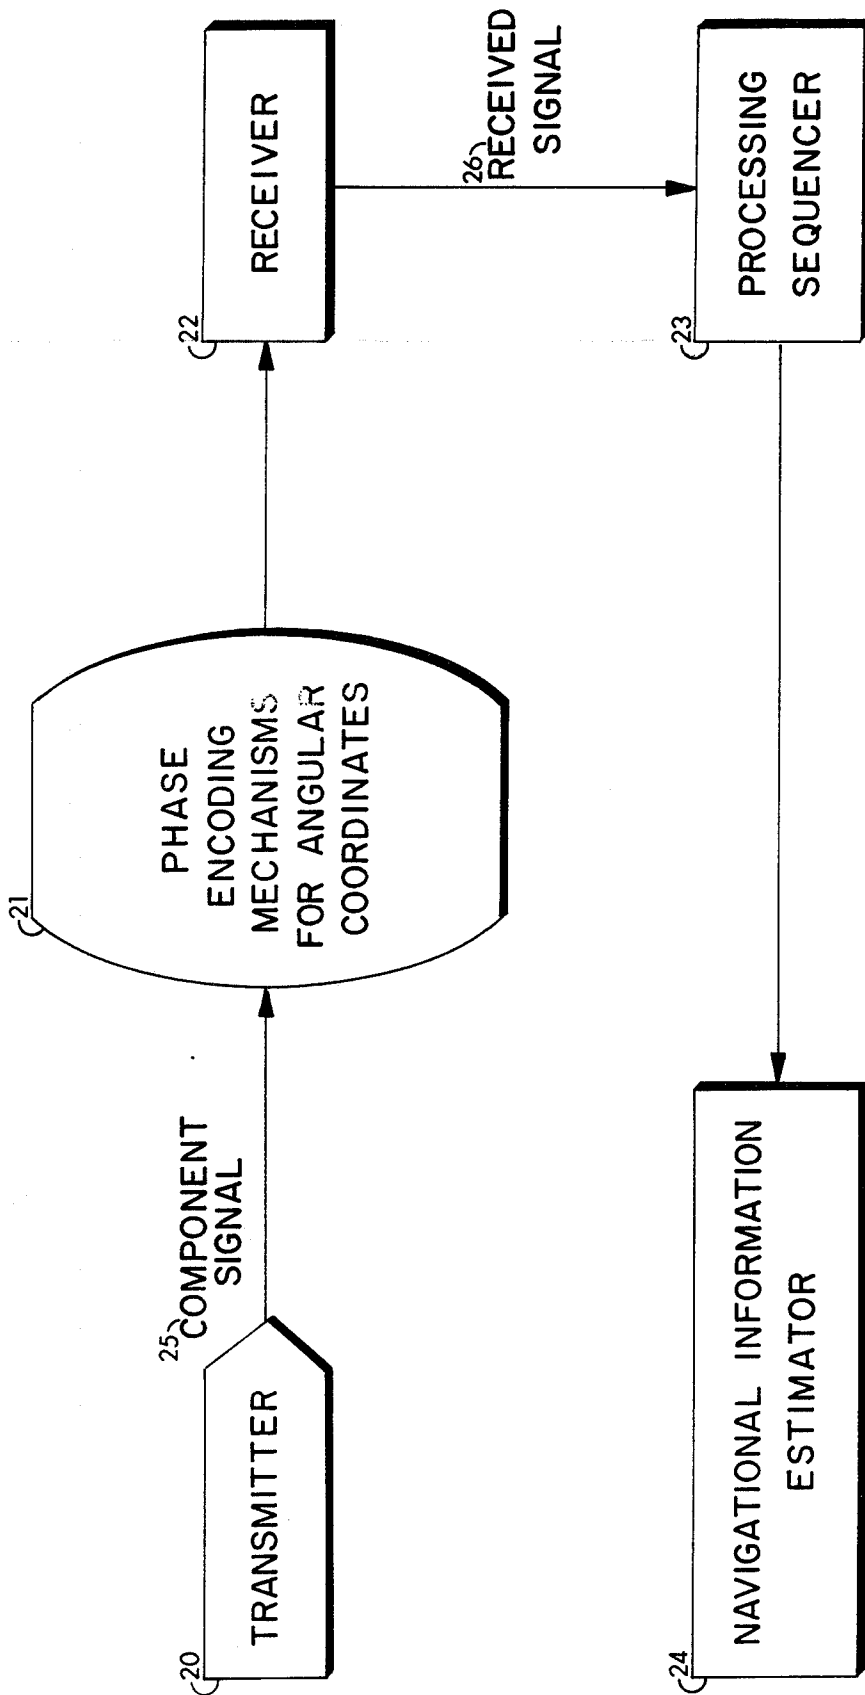 20
TRANSMITTER
25
COMPONENT
SIGNAL
21
PHASE
ENCODING
MECHANISMS
FOR ANGULAR
COORDINATES
22
RECEIVER
26
RECEIVED
SIGNAL
23
PROCESSING
SEQUENCER
24
NAVIGATIONAL INFORMATION
ESTIMATOR